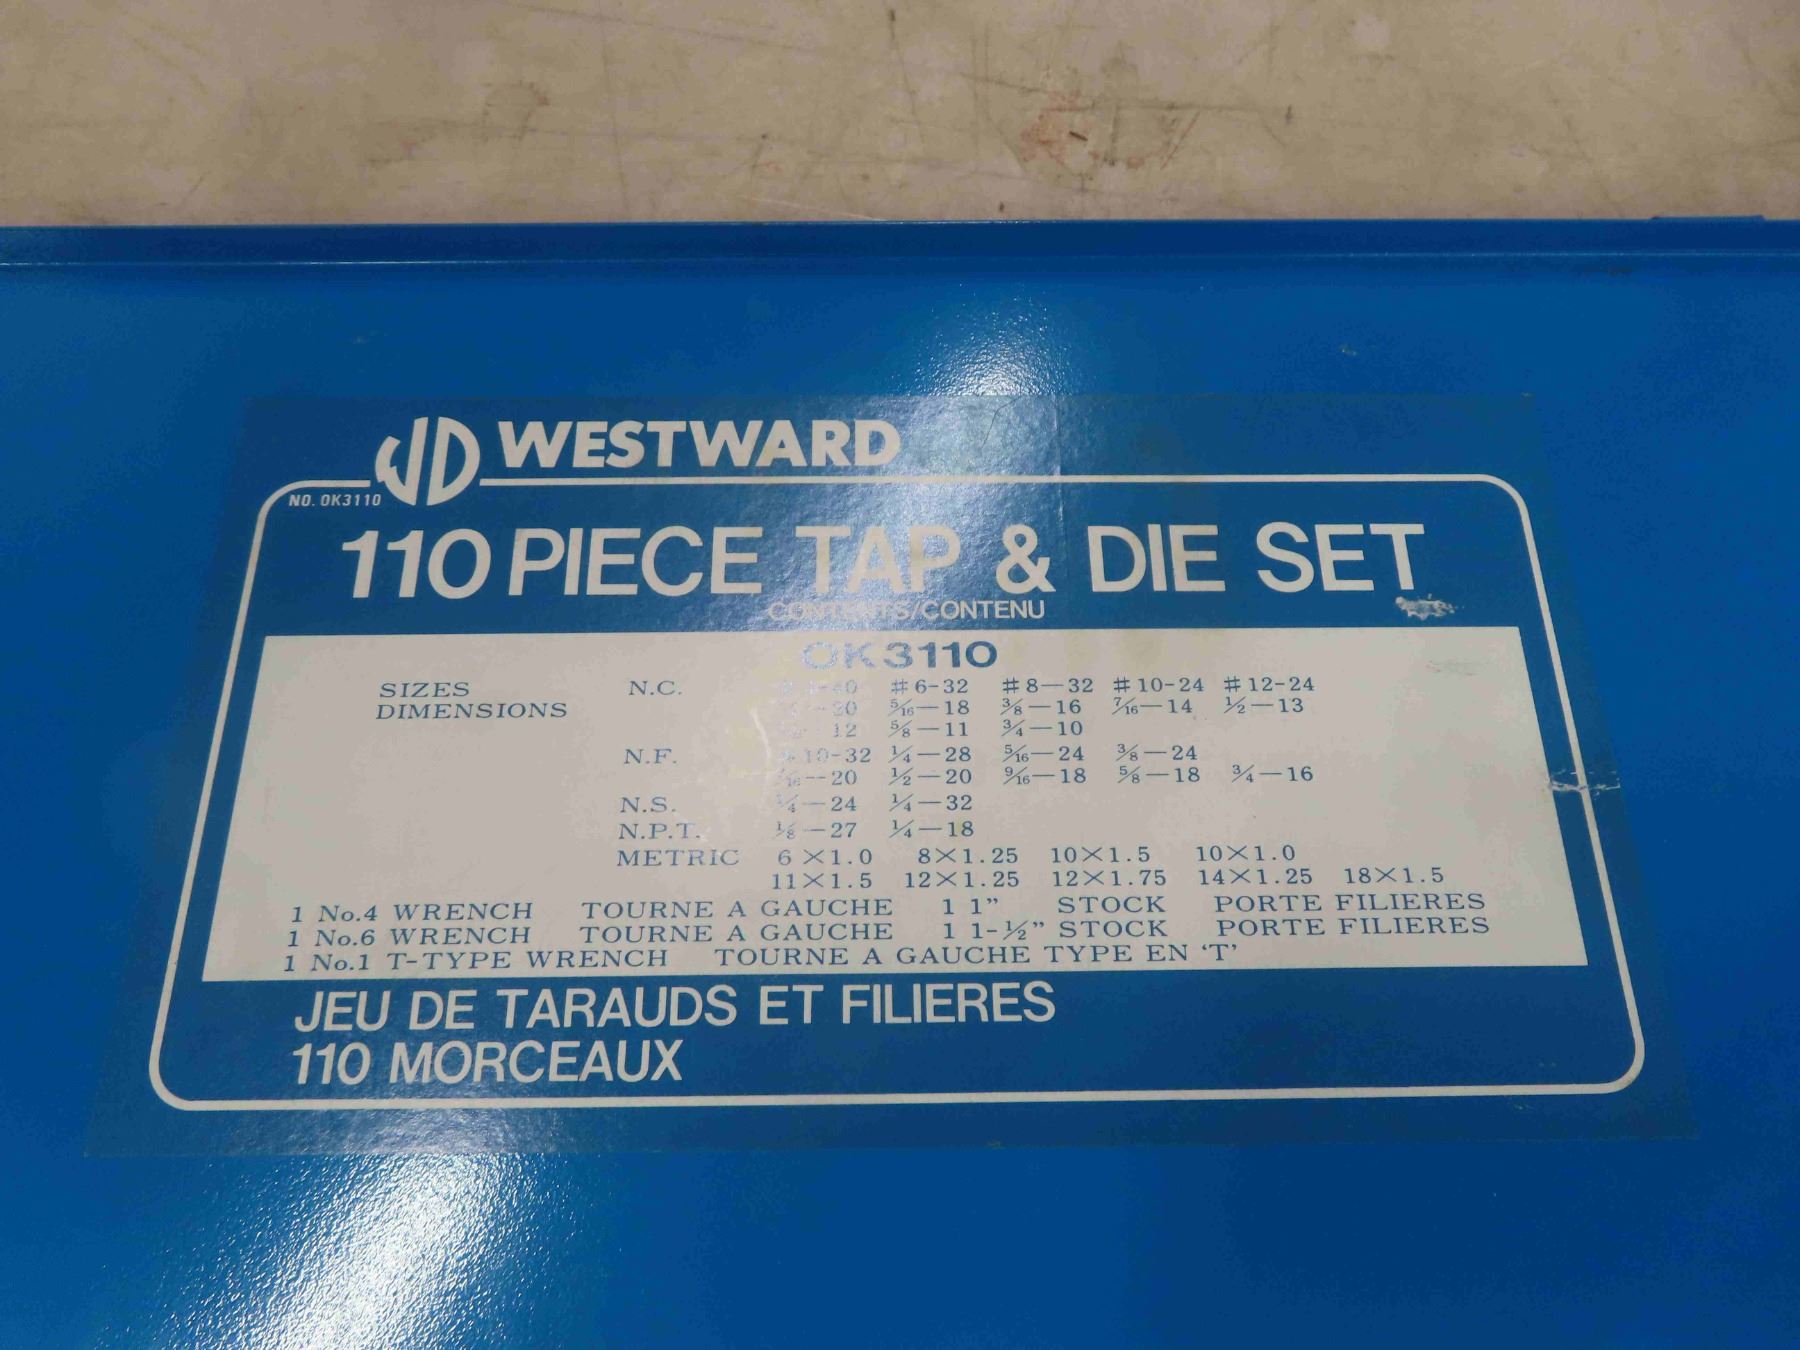 WESTWARD
NO. OK3110
110 PIECE TAP & DIE SET
CONTENTS/CONTENU
OK3110
SIZES N.C. #6-32 #8-32 #10-24 #12-24
DIMENSIONS 5/16-18 3/8-16 7/16-14 1/2-13
5/8-11 3/4-10
N.F. #10-32 1/4-28 5/16-24 3/8-24
1/2-20 9/16-18 5/8-18 3/4-16
N.S. 1/4-24 1/4-32
N.P.T. 1/8-27 1/4-18
METRIC 6×1.0 8×1.25 10×1.5 10×1.0
11×1.5 12×1.25 12×1.75 14×1.25 18×1.5
1 No.4 WRENCH TOURNE A GAUCHE 1 1" STOCK PORTE FILIERES
1 No.6 WRENCH TOURNE A GAUCHE 1 1-1/2" STOCK PORTE FILIERES
1 No.1 T-TYPE WRENCH TOURNE A GAUCHE TYPE EN 'T'
JEU DE TARAUDS ET FILIERES
110 MORCEAUX